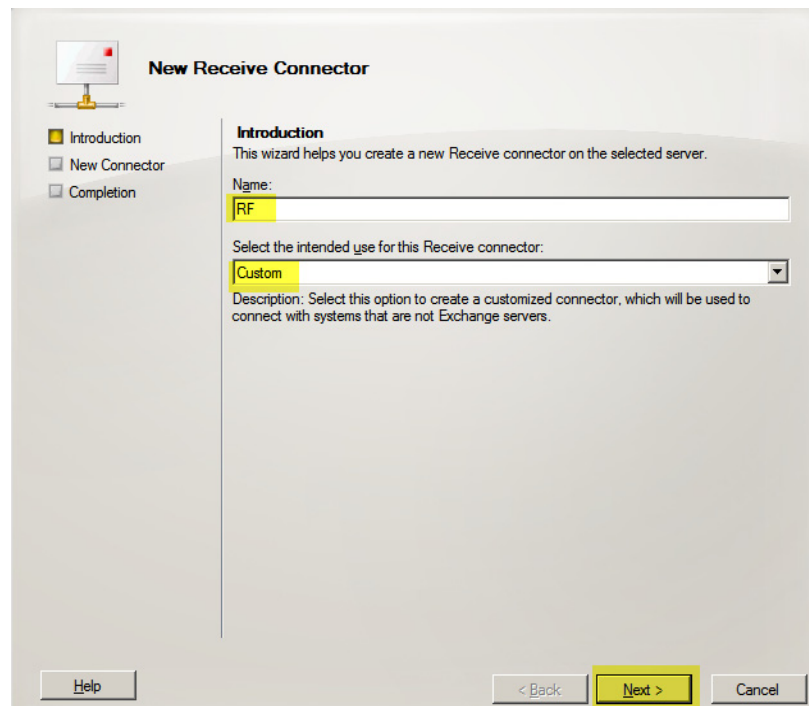 New Receive Connector
Introduction
New Connector
Completion
Introduction
This wizard helps you create a new Receive connector on the selected server.
Name:
RF
Select the intended use for this Receive connector:
Custom
Description: Select this option to create a customized connector, which will be used to
connect with systems that are not Exchange servers.
Help
< Back
Next >
Cancel